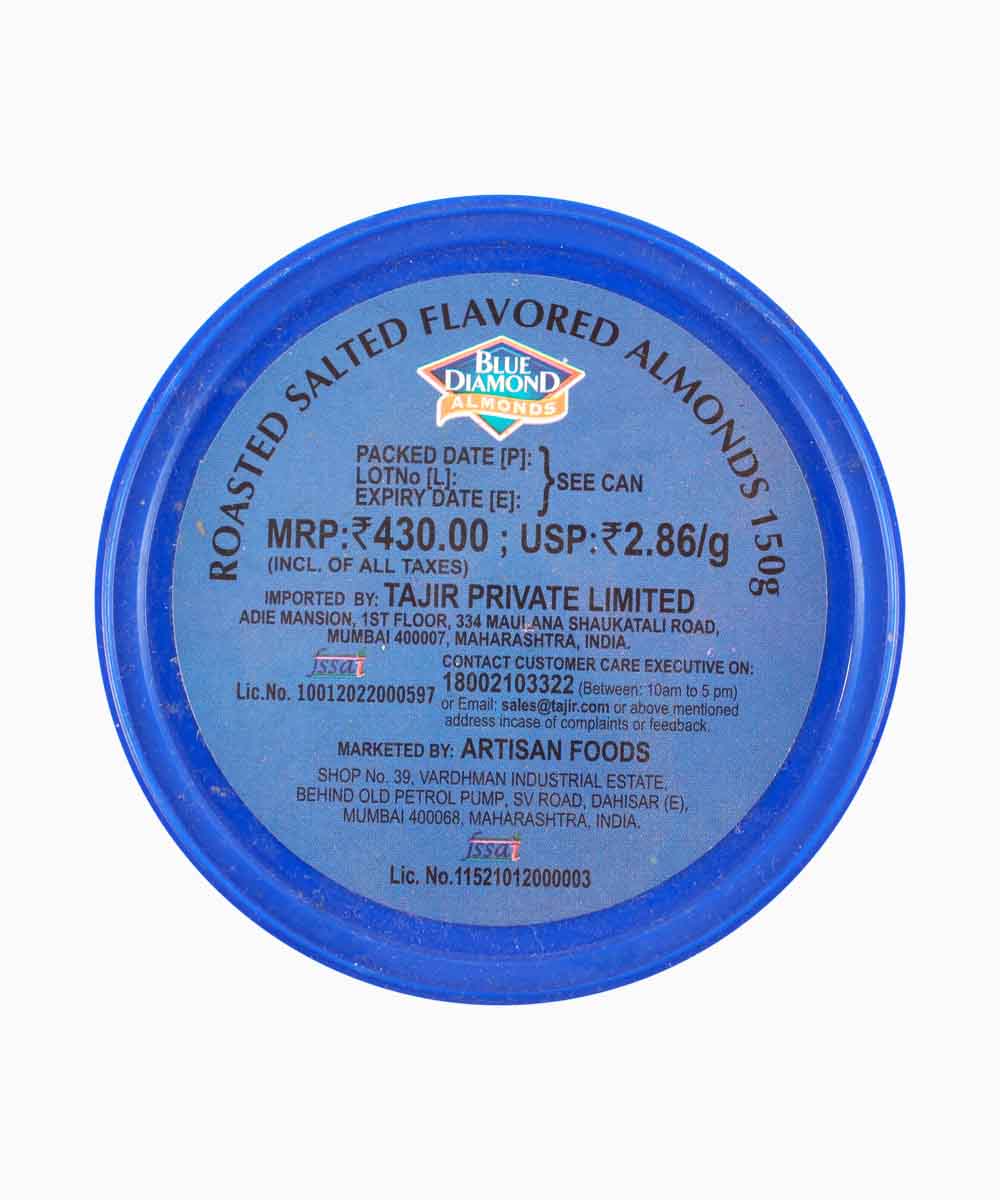 ROASTED SALTED FLAVORED ALMONDS 150g
BLUE
DIAMOND
ALMONDS
PACKED DATE [P]:
LOTNo [L]:
EXPIRY DATE [E]:
SEE CAN
MRP:₹430.00 ; USP:₹2.86/g
(INCL. OF ALL TAXES)
IMPORTED BY: TAJIR PRIVATE LIMITED
ADIE MANSION, 1ST FLOOR, 334 MAULANA SHAUKATALI ROAD,
MUMBAI 400007, MAHARASHTRA, INDIA.
fssai
Lic.No. 10012022000597
CONTACT CUSTOMER CARE EXECUTIVE ON:
18002103322 (Between: 10am to 5 pm)
or Email: sales@tajir.com or above mentioned
address incase of complaints or feedback.
MARKETED BY: ARTISAN FOODS
SHOP No. 39, VARDHMAN INDUSTRIAL ESTATE,
BEHIND OLD PETROL PUMP, SV ROAD, DAHISAR (E),
MUMBAI 400068, MAHARASHTRA, INDIA.
fssai
Lic. No.11521012000003